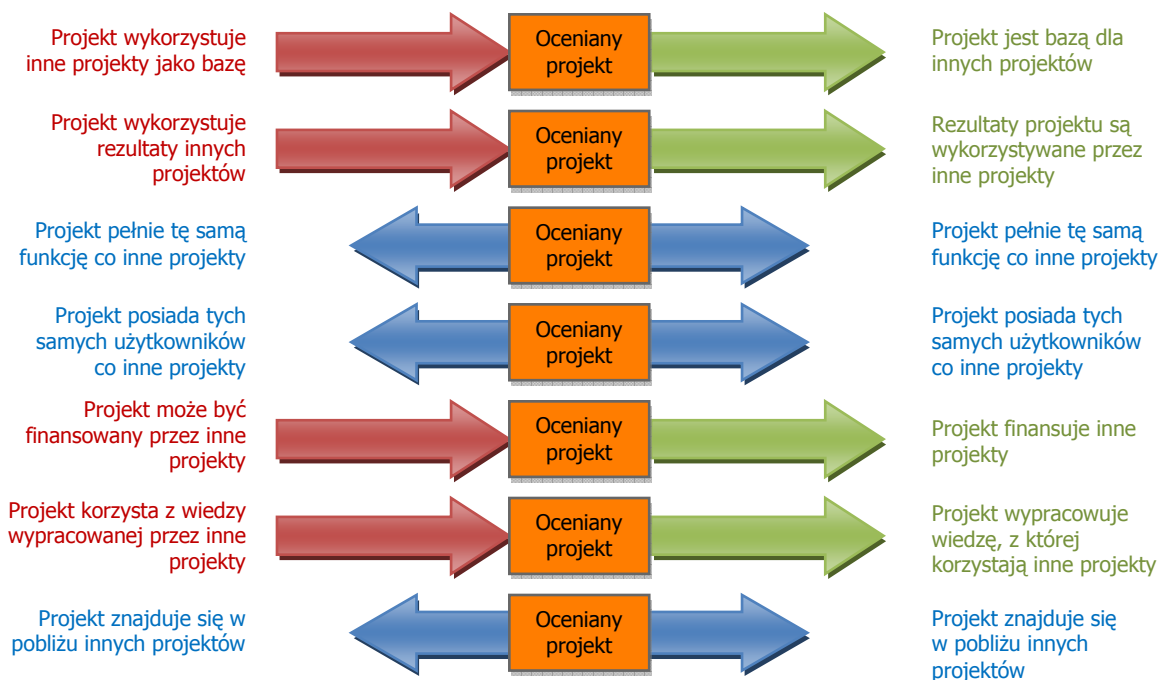 Projekt wykorzystuje
inne projekty jako bazę
Oceniany
projekt
Projekt jest bazą dla
innych projektów
Projekt wykorzystuje
rezultaty innych
projektów
Oceniany
projekt
Rezultaty projektu są
wykorzystywane przez
inne projekty
Projekt pełnie tę samą
funkcję co inne projekty
Oceniany
projekt
Projekt pełnie tę samą
funkcję co inne projekty
Projekt posiada tych
samych użytkowników
co inne projekty
Oceniany
projekt
Projekt posiada tych
samych użytkowników
co inne projekty
Projekt może być
finansowany przez inne
projekty
Oceniany
projekt
Projekt finansuje inne
projekty
Projekt korzysta z wiedzy
wypracowanej przez inne
projekty
Oceniany
projekt
Projekt wypracowuje
wiedzę, z której
korzystają inne projekty
Projekt znajduje się w
pobliżu innych projektów
Oceniany
projekt
Projekt znajduje się
w pobliżu innych
projektów